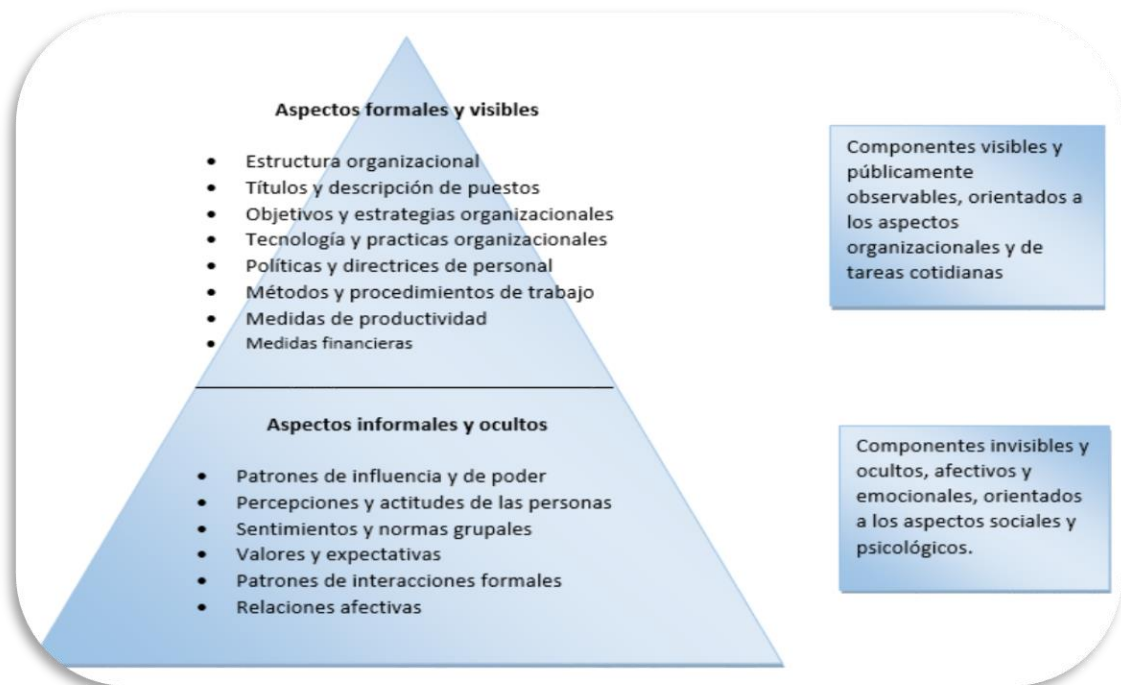 Aspectos formales y visibles
• Estructura organizacional
• Títulos y descripción de puestos
• Objetivos y estrategias organizacionales
• Tecnología y practicas organizacionales
• Políticas y directrices de personal
• Métodos y procedimientos de trabajo
• Medidas de productividad
• Medidas financieras
Componentes visibles y
públicamente
observables, orientados a
los aspectos
organizacionales y de
tareas cotidianas
Aspectos informales y ocultos
• Patrones de influencia y de poder
• Percepciones y actitudes de las personas
• Sentimientos y normas grupales
• Valores y expectativas
• Patrones de interacciones formales
• Relaciones afectivas
Componentes invisibles y
ocultos, afectivos y
emocionales, orientados
a los aspectos sociales y
psicológicos.